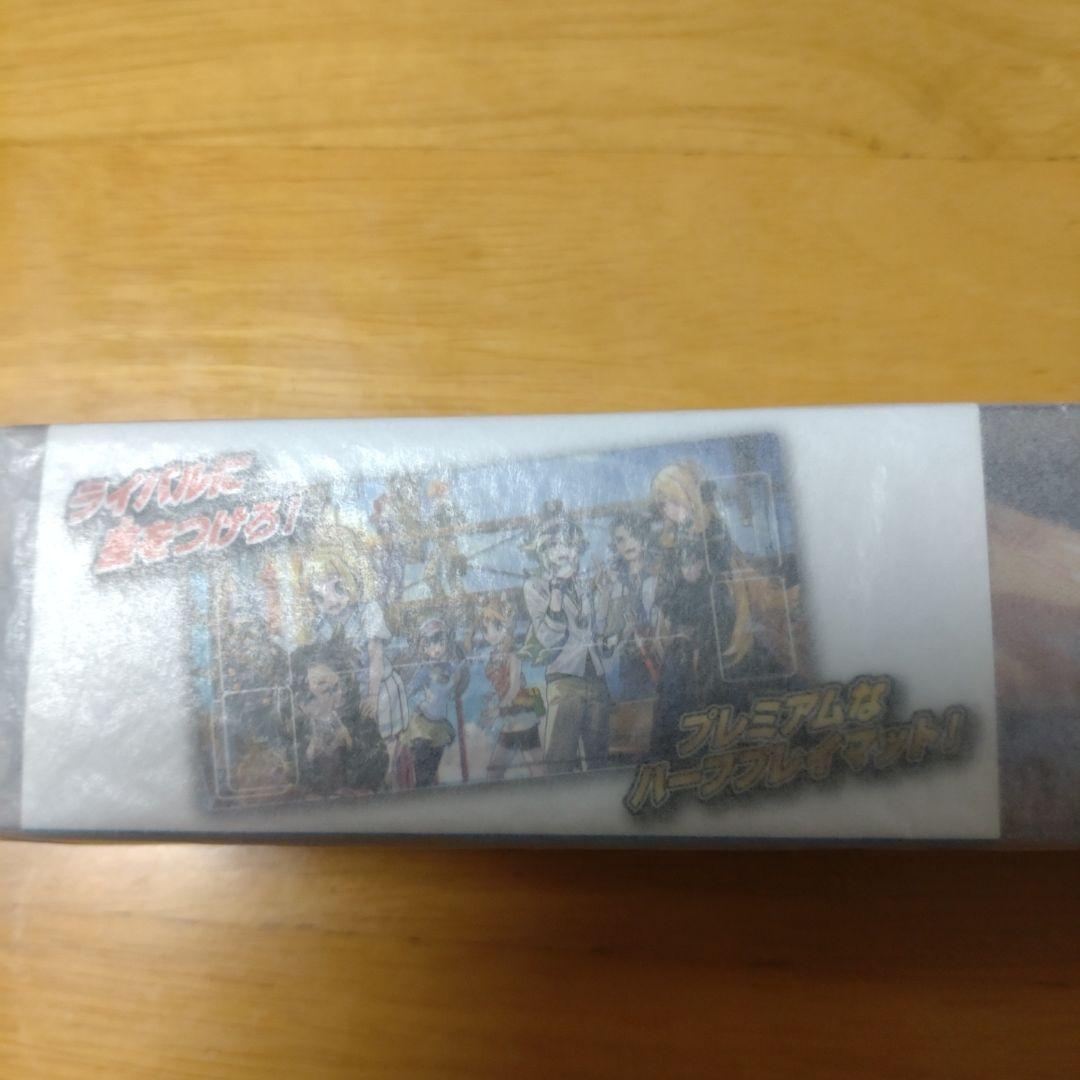 ライバルに
差をつけろ!
プレミアムな
ハーフプレイマット!